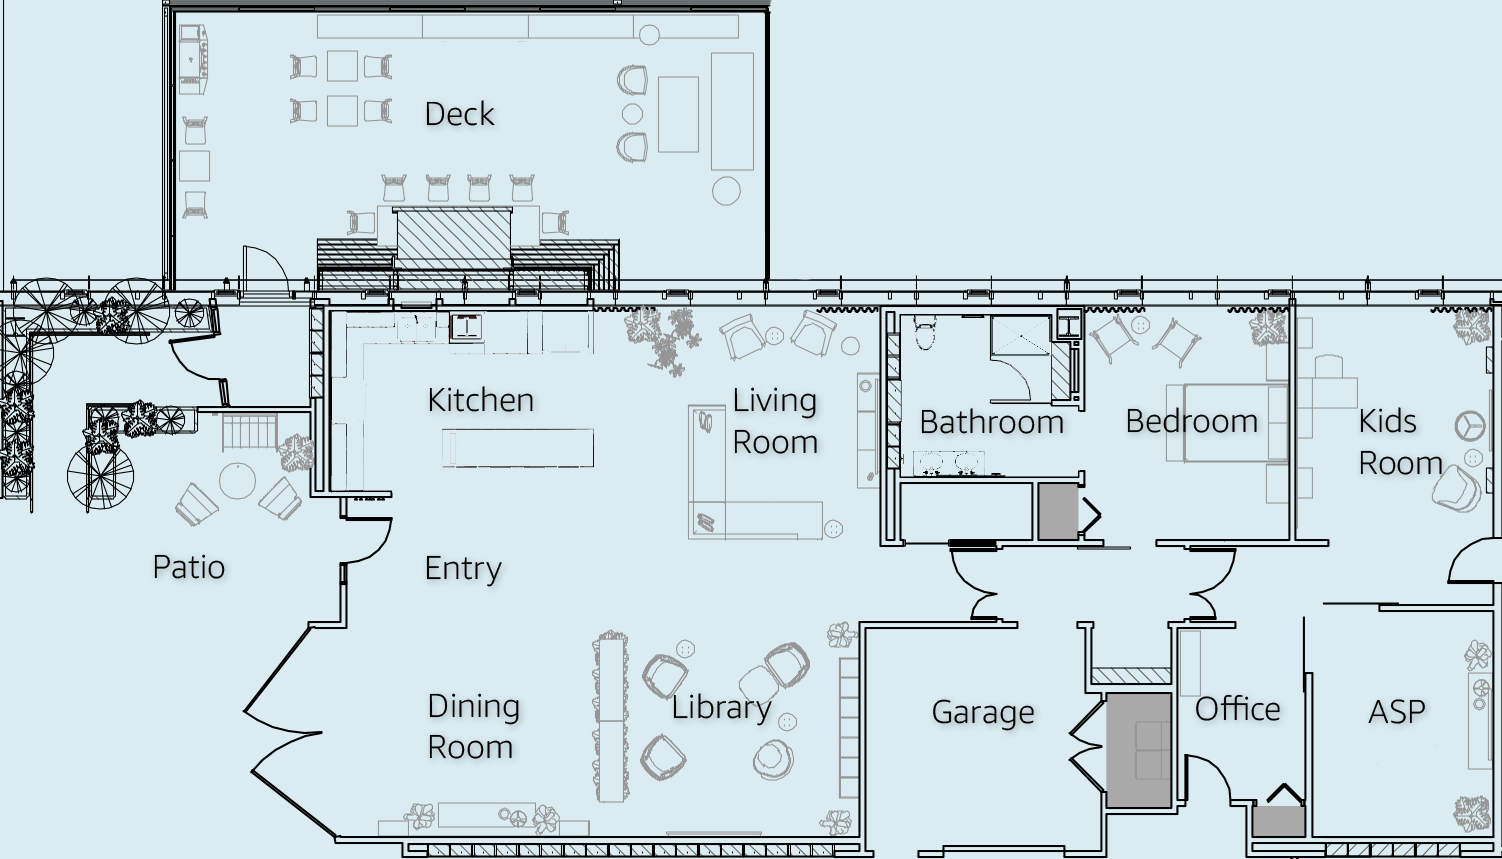 Deck
Kitchen
Living
Room
Bathroom
Bedroom
Kids
Room
Patio
Entry
Dining
Room
Library
Garage
Office
ASP